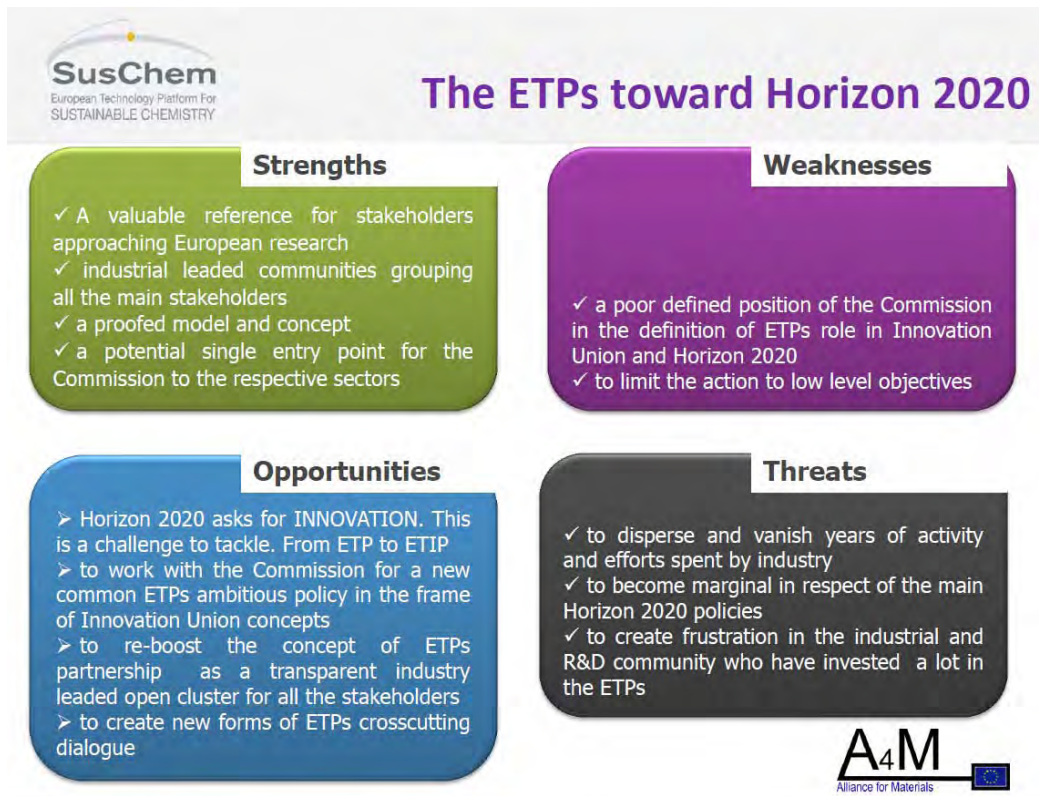 SusChem
European Technology Platform For
SUSTAINABLE CHEMISTRY
The ETPs toward Horizon 2020
Strengths
✓ A valuable reference for stakeholders
approaching European research
✓ industrial leaded communities grouping
all the main stakeholders
✓ a proofed model and concept
✓ a potential single entry point for the
Commission to the respective sectors
Weaknesses
✓ a poor defined position of the Commission
in the definition of ETPs role in Innovation
Union and Horizon 2020
✓ to limit the action to low level objectives
Opportunities
➢ Horizon 2020 asks for INNOVATION. This
is a challenge to tackle. From ETP to ETIP
➢ to work with the Commission for a new
common ETPs ambitious policy in the frame
of Innovation Union concepts
➢ to re-boost the concept of ETPs
partnership as a transparent industry
leaded open cluster for all the stakeholders
➢ to create new forms of ETPs crosscutting
dialogue
Threats
✓ to disperse and vanish years of activity
and efforts spent by industry
✓ to become marginal in respect of the main
Horizon 2020 policies
✓ to create frustration in the industrial and
R&D community who have invested a lot in
the ETPs
A4M
Alliance for Materials